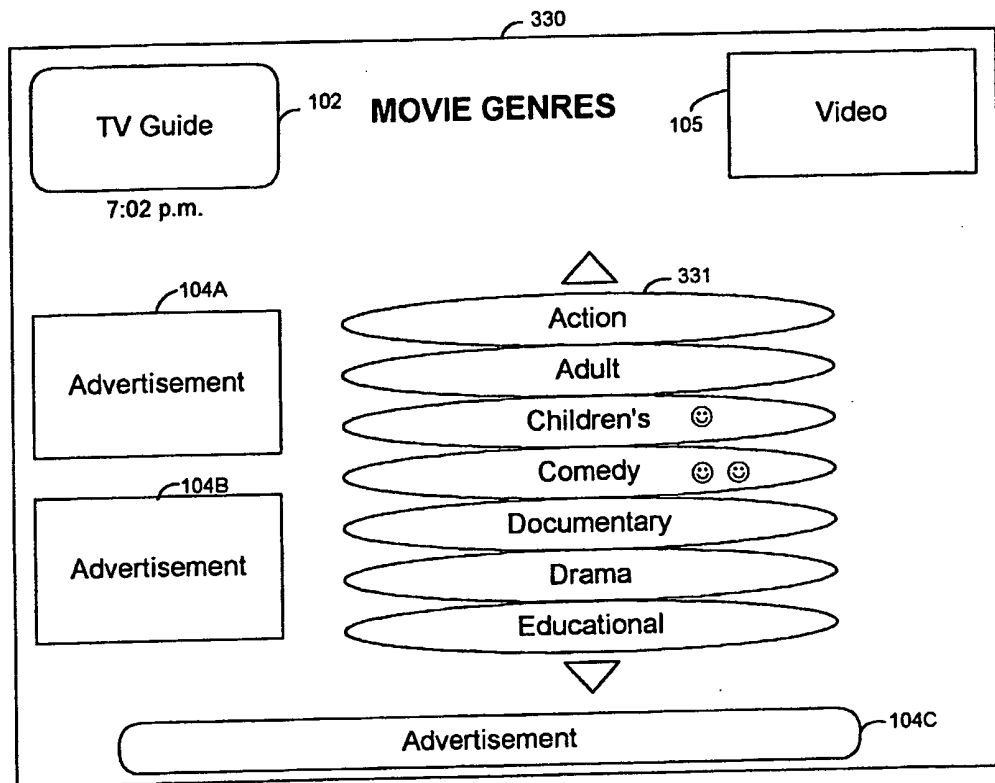 330
TV Guide
102
MOVIE GENRES
105
Video
7:02 p.m.
331
104A
Advertisement
104B
Advertisement
Action
Adult
Children's ☺
Comedy ☺ ☺
Documentary
Drama
Educational
Advertisement
104C